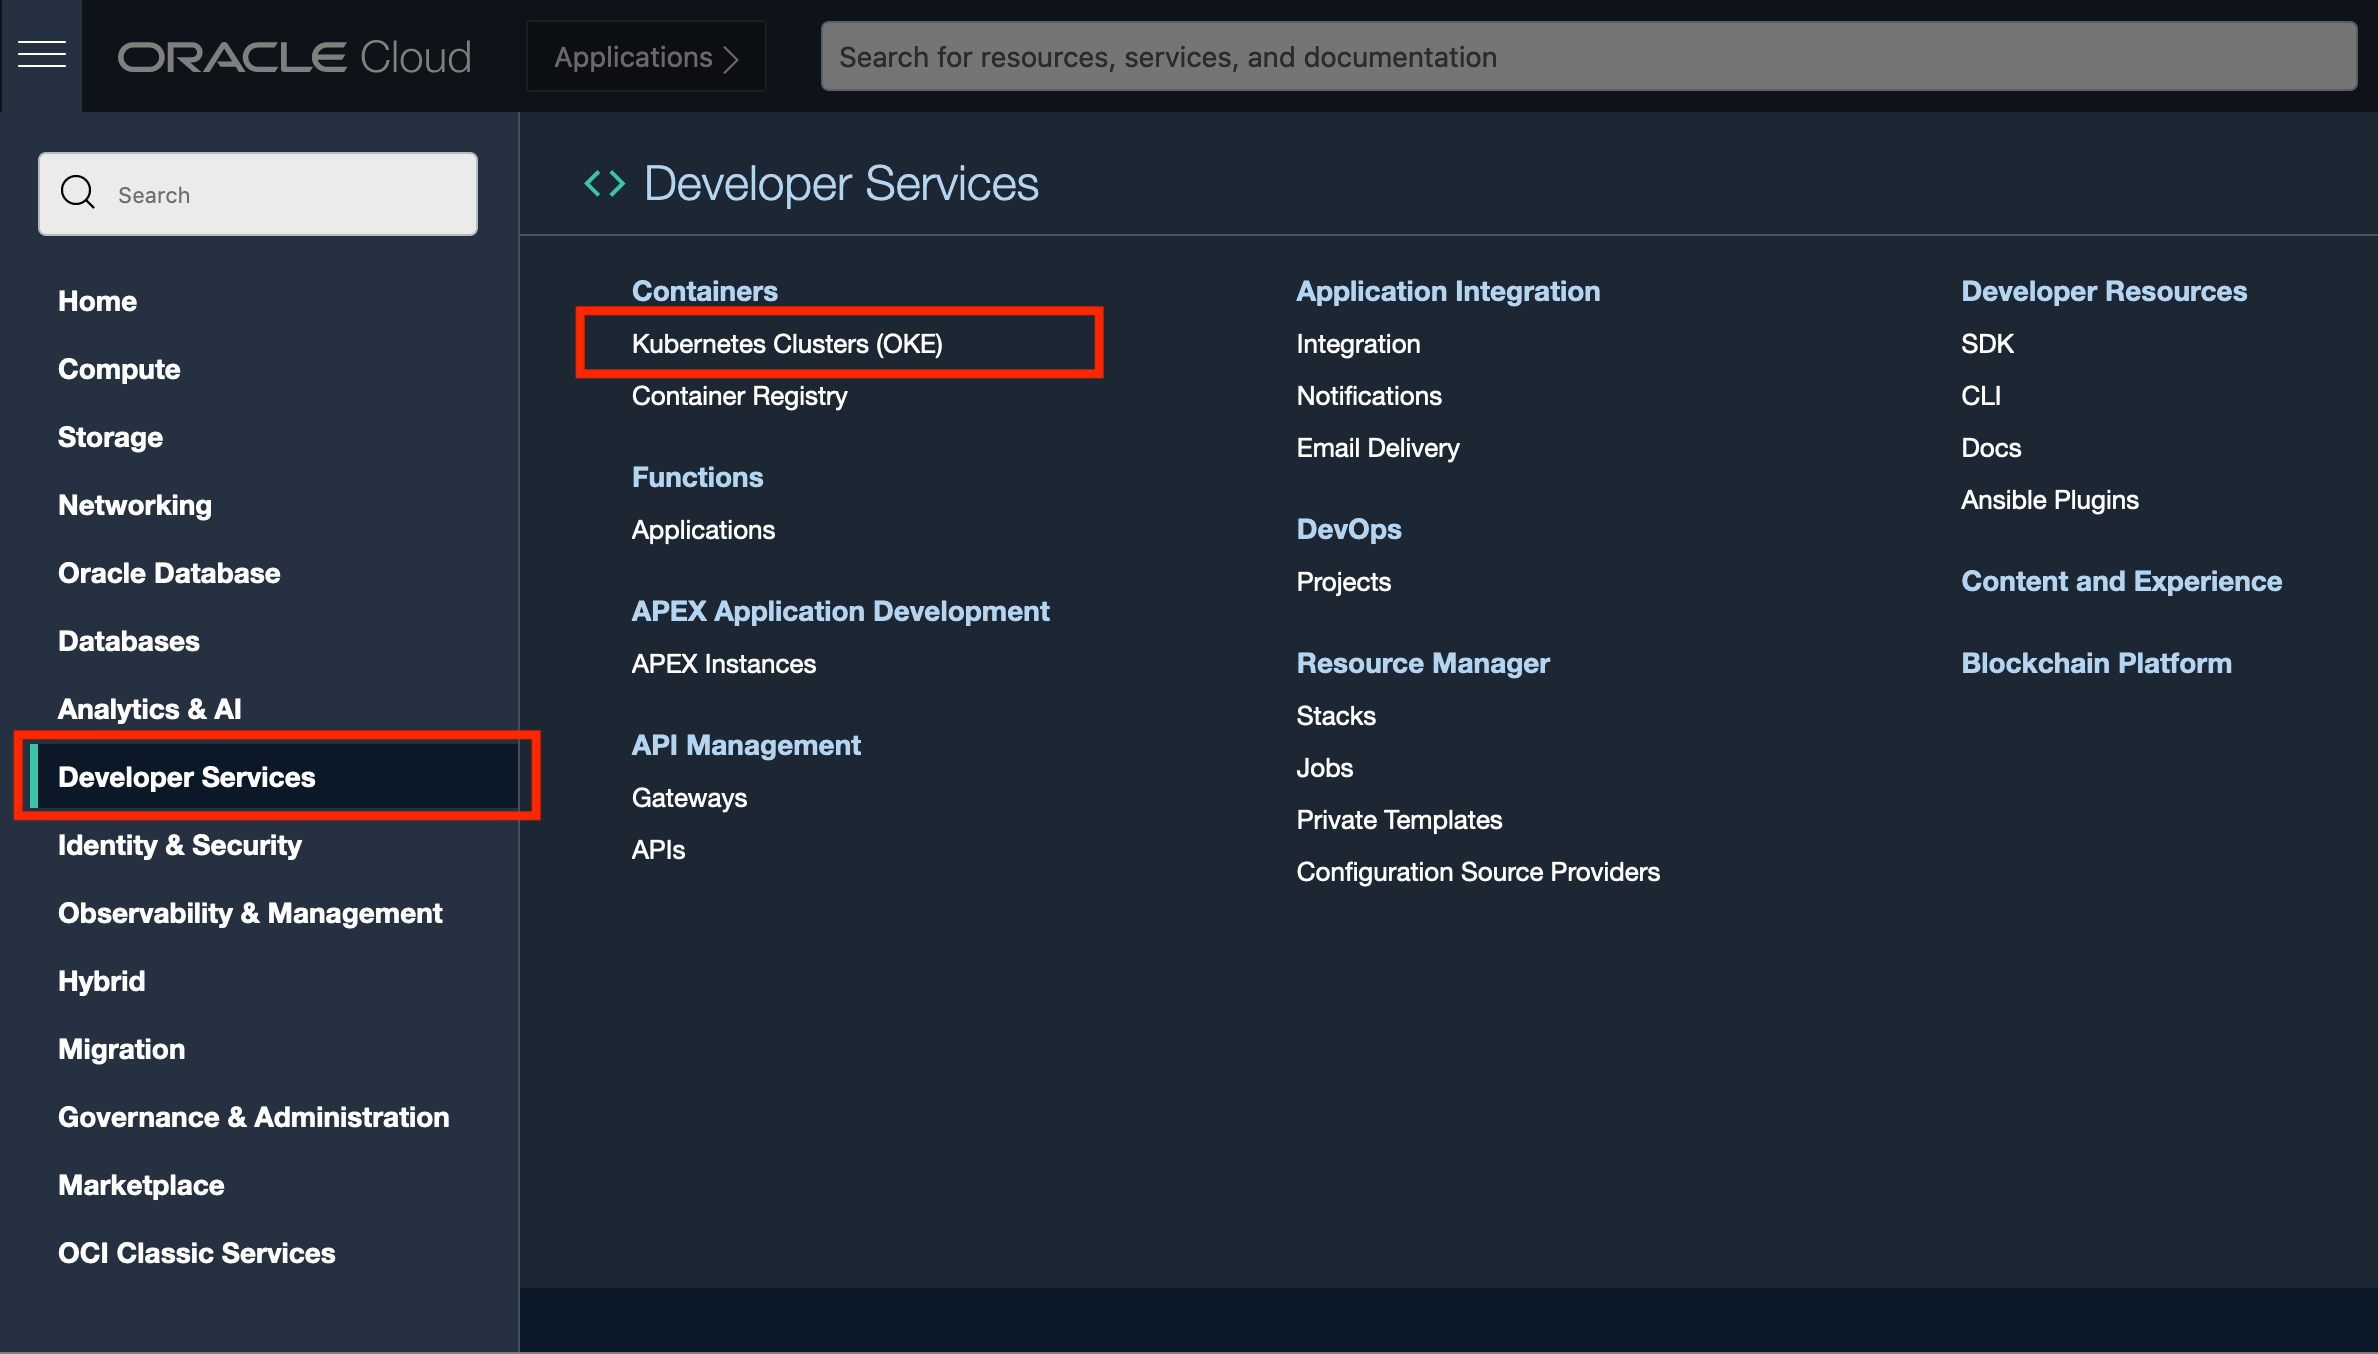 ORACLE Cloud
Applications
Search for resources, services, and documentation
Search
Home
Compute
Storage
Networking
Oracle Database
Databases
Analytics & AI
Developer Services
Identity & Security
Observability & Management
Hybrid
Migration
Governance & Administration
Marketplace
OCI Classic Services
Developer Services
Containers
Kubernetes Clusters (OKE)
Container Registry
Functions
Applications
APEX Application Development
APEX Instances
API Management
Gateways
APIs
Application Integration
Integration
Notifications
Email Delivery
DevOps
Projects
Resource Manager
Stacks
Jobs
Private Templates
Configuration Source Providers
Developer Resources
SDK
CLI
Docs
Ansible Plugins
Content and Experience
Blockchain Platform